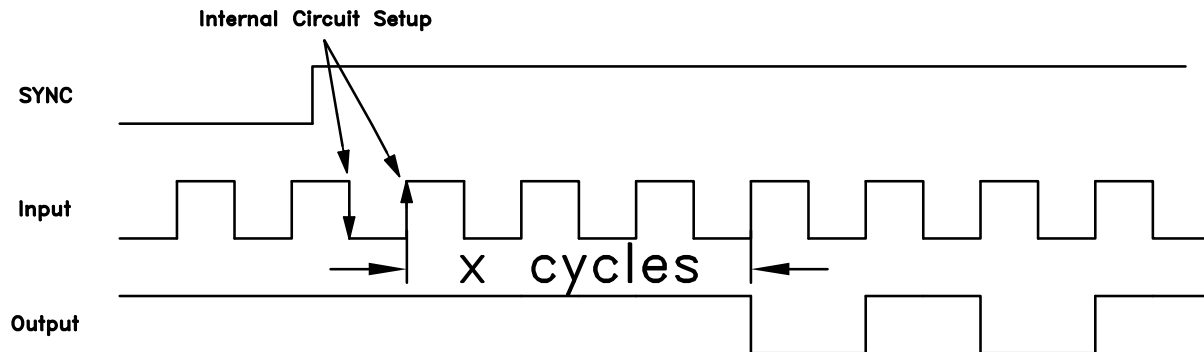 Internal Circuit Setup
SYNC
Input
x cycles
Output